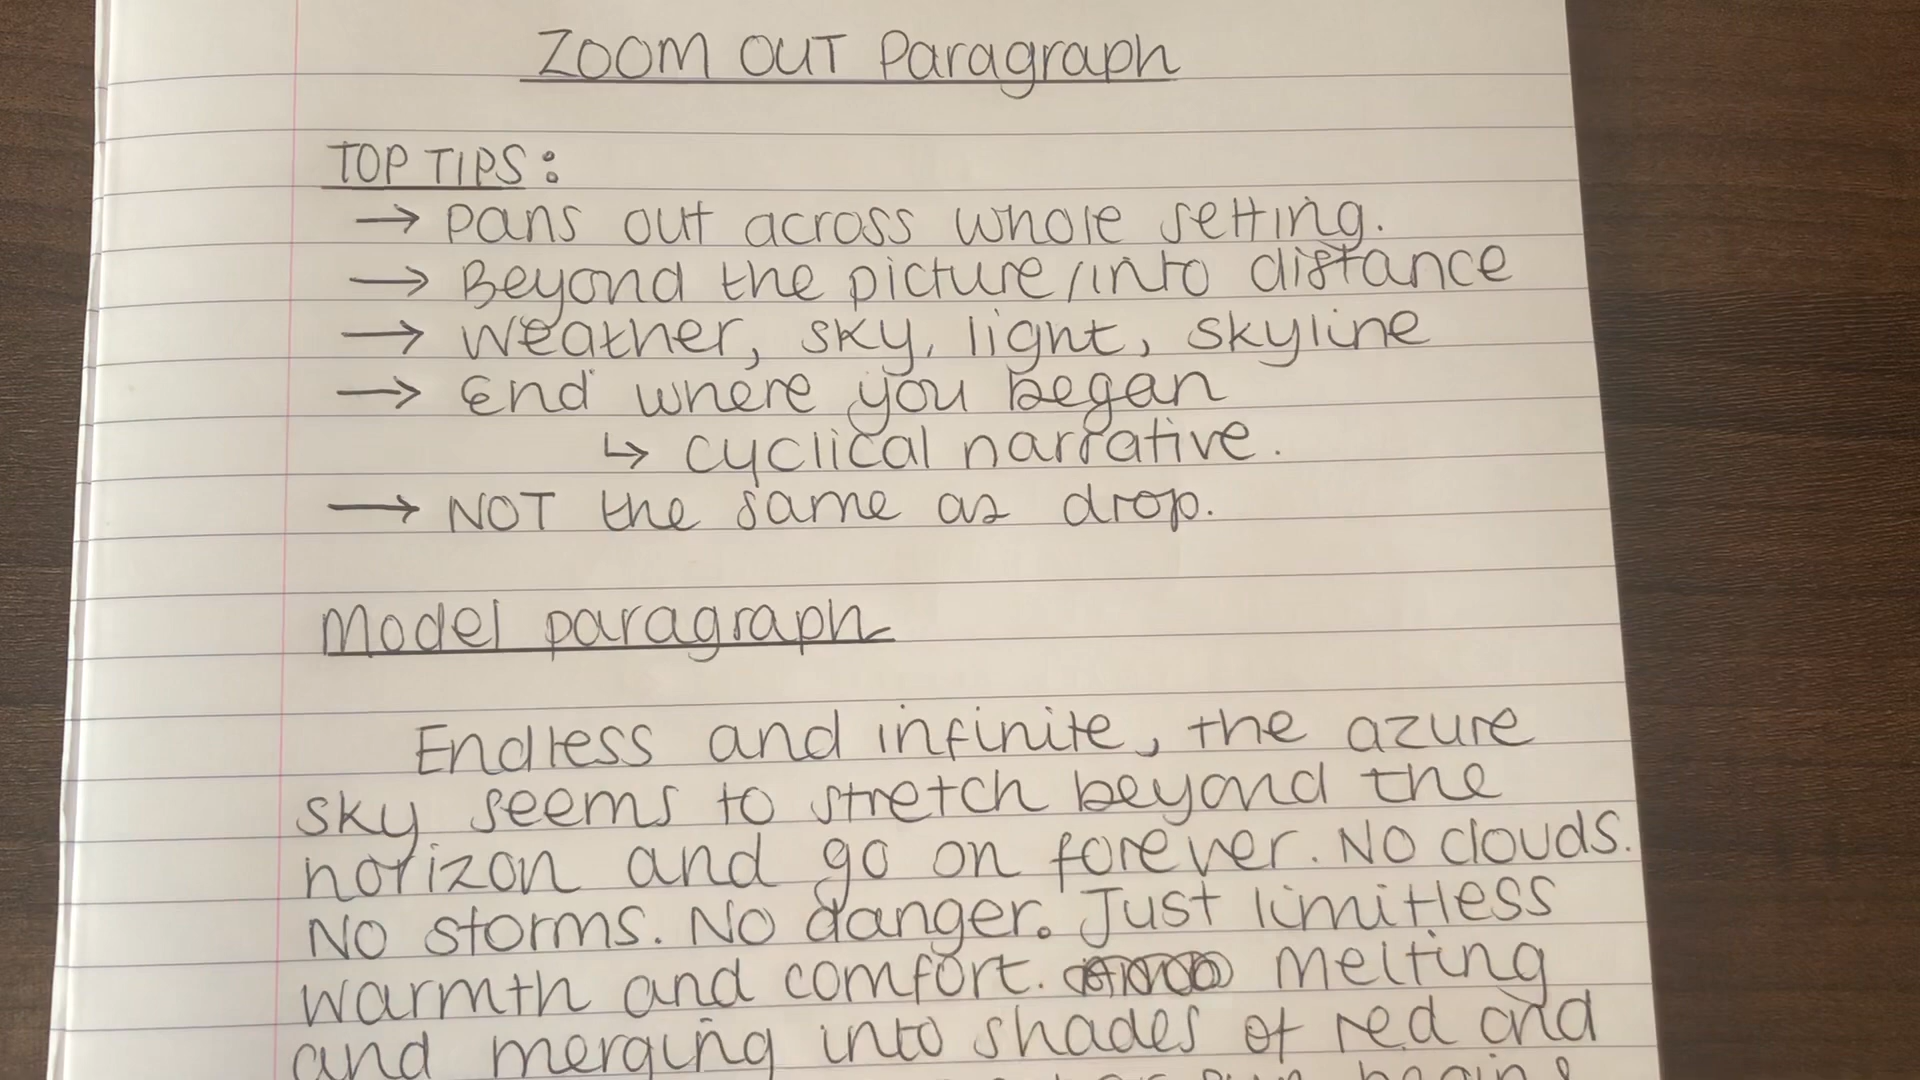 ZOOM OUT Paragraph
TOP TIPS:
→ pans out across whole setting.
→ Beyond the picture/into distance
→ Weather, sky, light, skyline
→ End where you began
↳ cyclical narrative.
→ NOT the same as drop.
Model paragraph
Endless and infinite, the azure
sky seems to stretch beyond the
horizon and go on forever. No clouds.
No storms. No danger. Just limitless
warmth and comfort. Melting
and merging into shades of red and